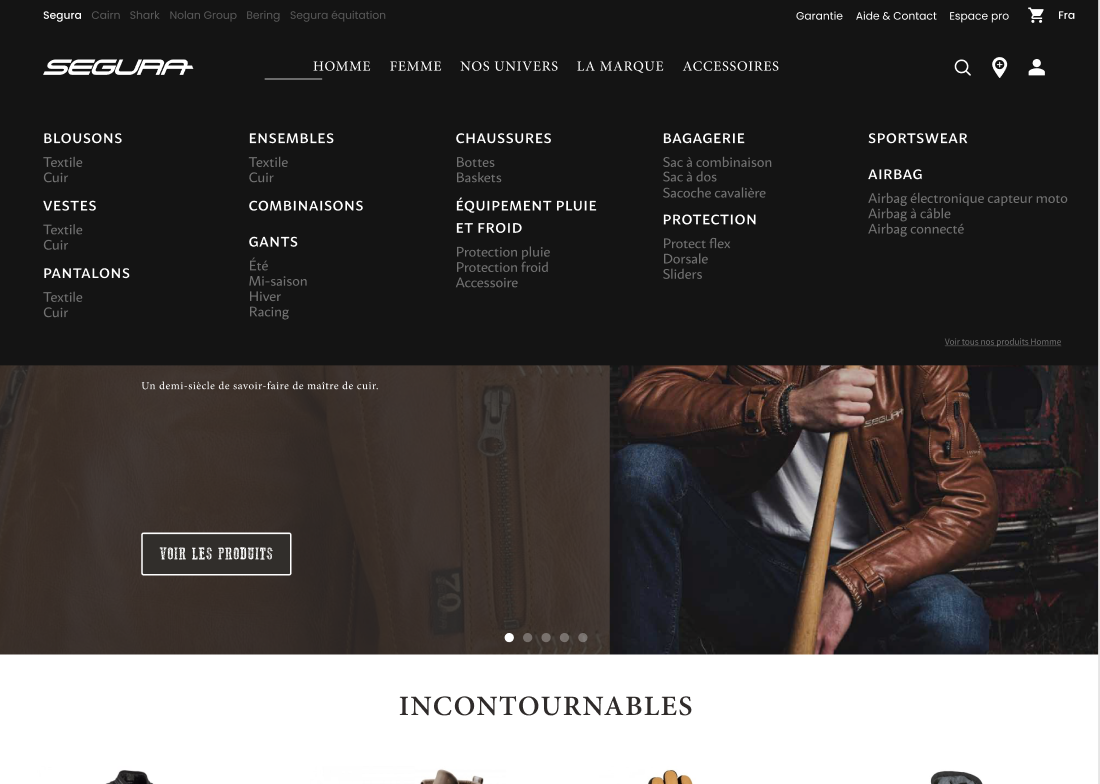 Segura Cairn Shark Nolan Group Bering Segura équitation
Garantie Aide & Contact Espace pro Fra
SEGURA
HOMME FEMME NOS UNIVERS LA MARQUE ACCESSOIRES
BLOUSONS
Textile
Cuir
VESTES
Textile
Cuir
PANTALONS
Textile
Cuir
ENSEMBLES
Textile
Cuir
COMBINAISONS
GANTS
Été
Mi-saison
Hiver
Racing
CHAUSSURES
Bottes
Baskets
ÉQUIPEMENT PLUIE
ET FROID
Protection pluie
Protection froid
Accessoire
BAGAGERIE
Sac à combinaison
Sac à dos
Sacoche cavalière
PROTECTION
Protect flex
Dorsale
Sliders
SPORTSWEAR
AIRBAG
Airbag électronique capteur moto
Airbag à câble
Airbag connecté
Voir tous nos produits Homme
Un demi-siècle de savoir-faire de maître de cuir.
SEGURA
VOIR LES PRODUITS
70
INCONTOURNABLES